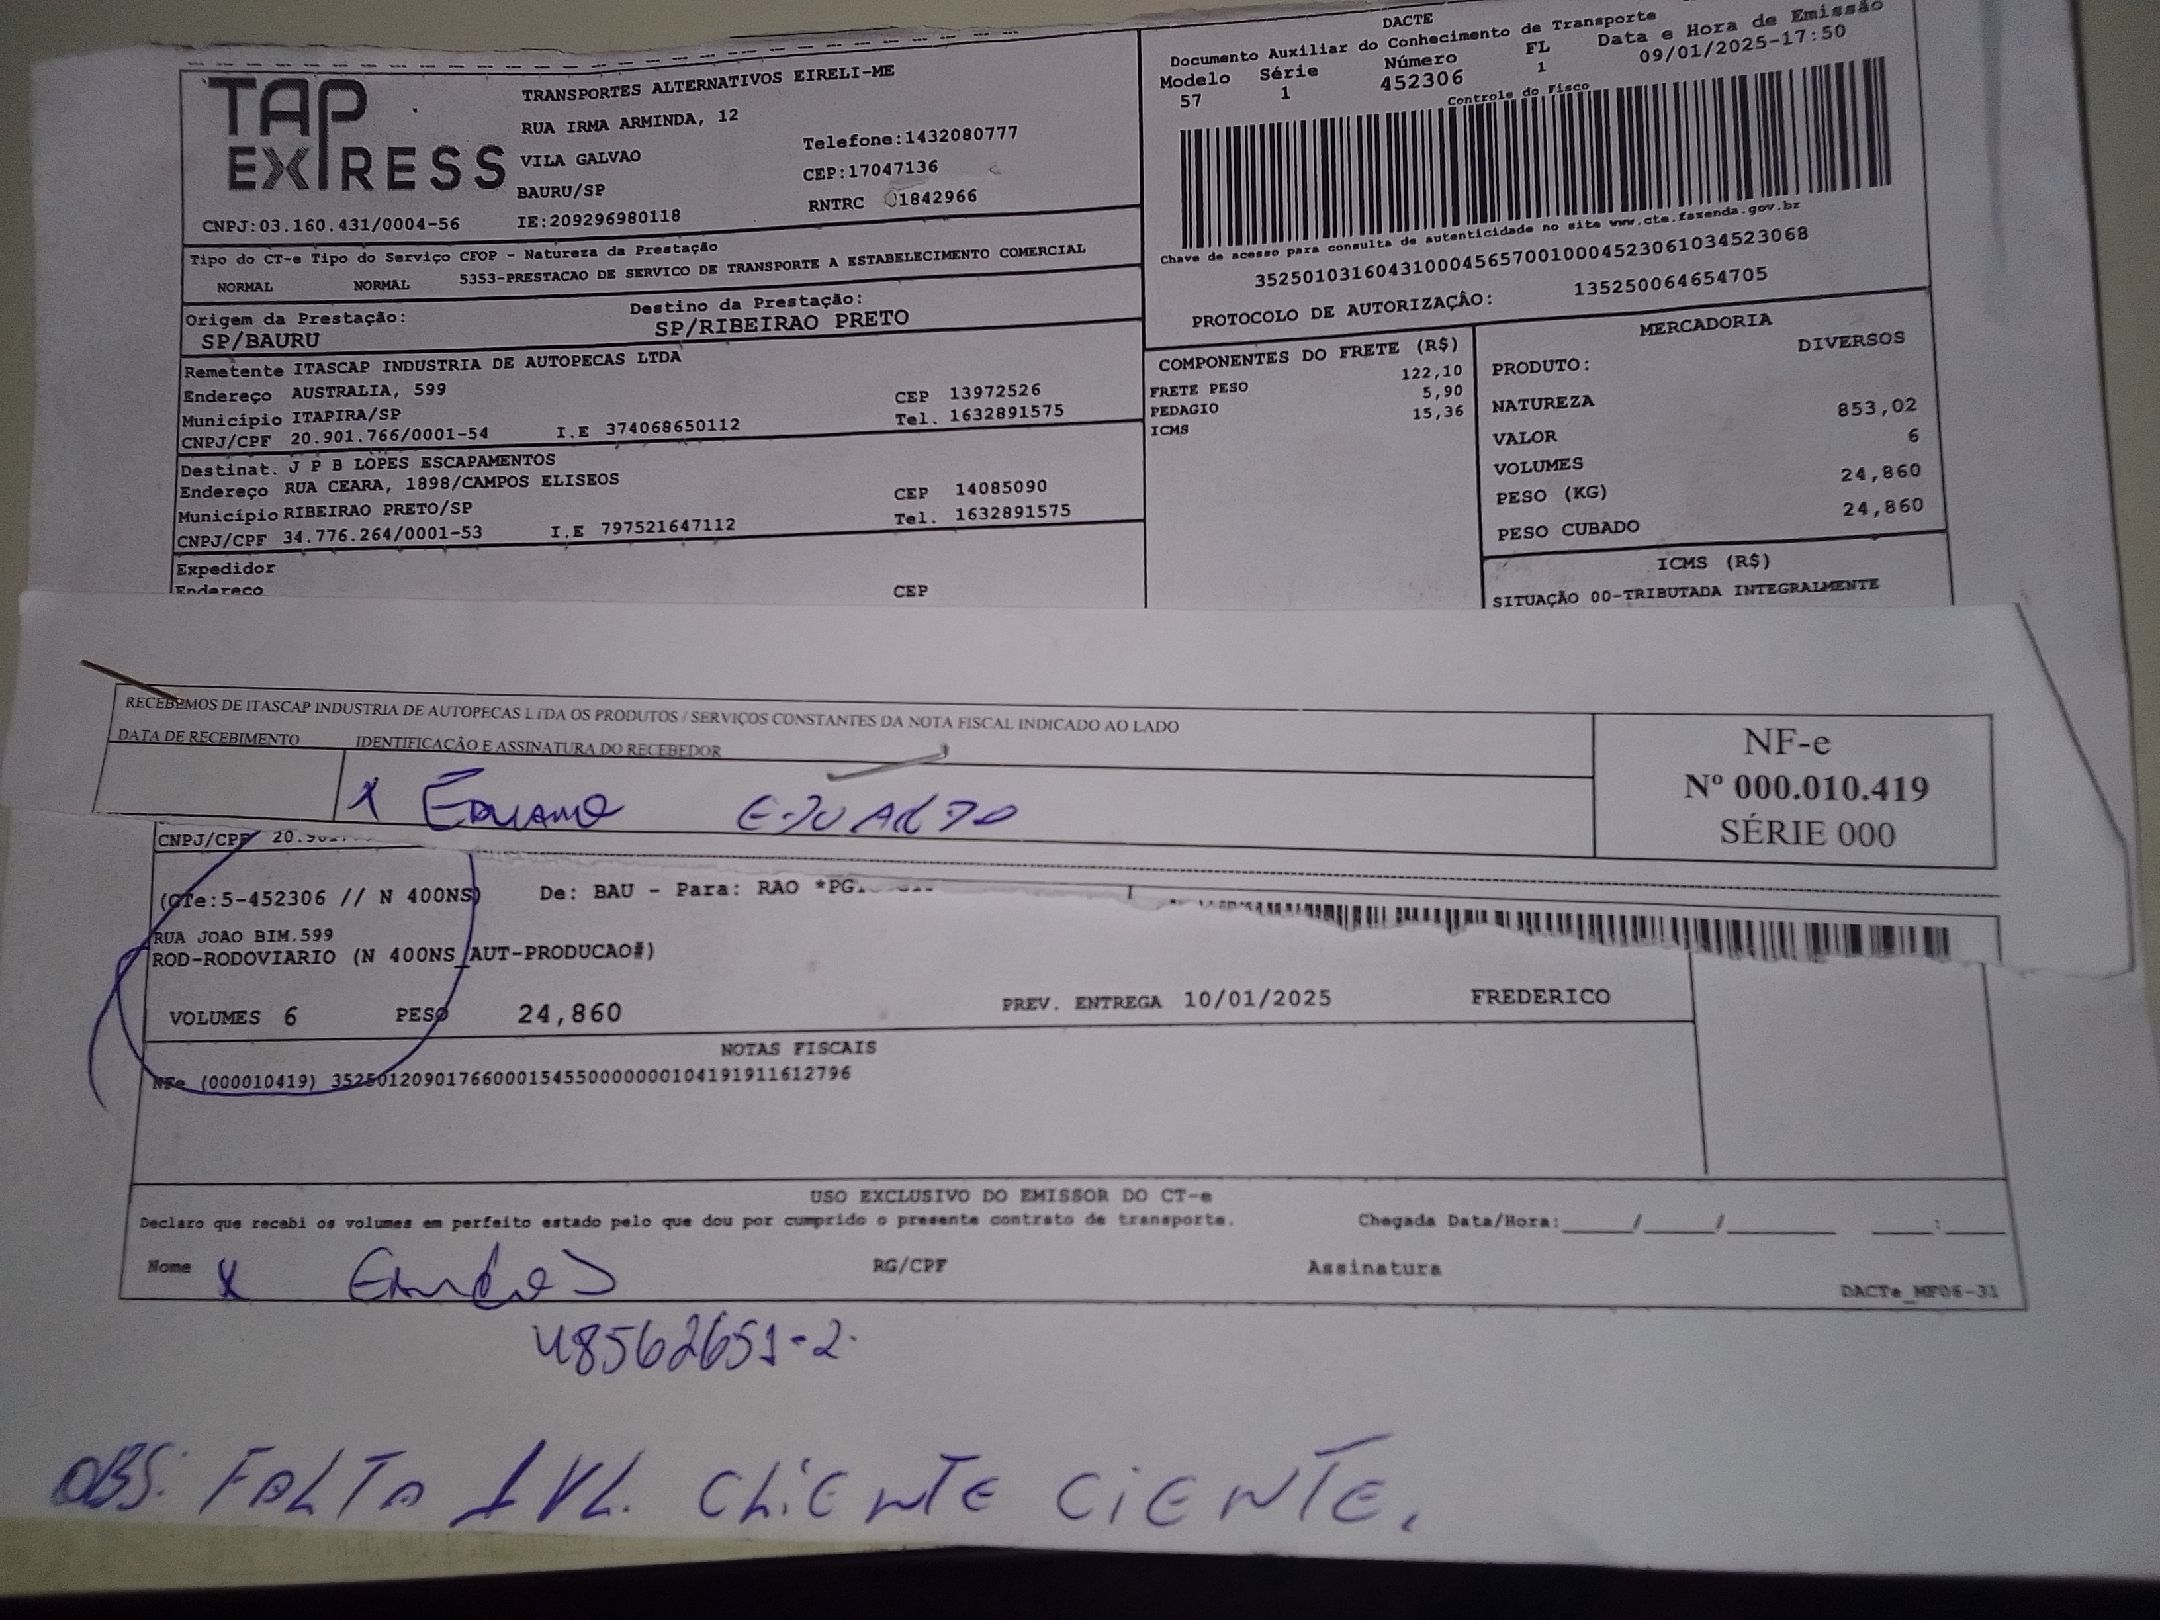 TAP EXPRESS
TRANSPORTES ALTERNATIVOS EIRELI-ME
RUA IRMA ARMINDA, 12
VILA GALVAO
BAURU/SP
Telefone:1432080777
CEP:17047136
RNTRC 01842966
CNPJ:03.160.431/0004-56 IE:209296980118
DACTE
Documento Auxiliar do Conhecimento de Transporte
Modelo Série Número FL Data e Hora de Emissão
57 1 452306 1 09/01/2025-17:50
Controle do Fisco
Chave de acesso para consulta de autenticidade no site www.cte.fazenda.gov.bz
35250103160431000456570010004523061034523068
PROTOCOLO DE AUTORIZAÇÂO: 135250064654705
Tipo do CT-e Tipo do Serviço CFOP - Natureza da Prestação
NORMAL NORMAL 5353-PRESTACAO DE SERVICO DE TRANSPORTE A ESTABELECIMENTO COMERCIAL
Origem da Prestação: Destino da Prestação:
SP/BAURU SP/RIBEIRAO PRETO
Remetente ITASCAP INDUSTRIA DE AUTOPECAS LTDA
Endereço AUSTRALIA, 599 CEP 13972526
Município ITAPIRA/SP Tel. 1632891575
CNPJ/CPF 20.901.766/0001-54 I.E 374068650112
Destinat. J P B LOPES ESCAPAMENTOS
Endereço RUA CEARA, 1898/CAMPOS ELISEOS CEP 14085090
Município RIBEIRAO PRETO/SP Tel. 1632891575
CNPJ/CPF 34.776.264/0001-53 I.E 797521647112
Expedidor
Endereço CEP
COMPONENTES DO FRETE (R$)
FRETE PESO 122,10
PEDAGIO 5,90
ICMS 15,36
MERCADORIA
PRODUTO: DIVERSOS
NATUREZA
VALOR 853,02
VOLUMES 6
PESO (KG) 24,860
PESO CUBADO 24,860
ICMS (R$)
SITUAÇÃO 00-TRIBUTADA INTEGRALMENTE
RECEBEMOS DE ITASCAP INDUSTRIA DE AUTOPECAS LTDA OS PRODUTOS / SERVIÇOS CONSTANTES DA NOTA FISCAL INDICADO AO LADO
DATA DE RECEBIMENTO IDENTIFICAÇÃO E ASSINATURA DO RECEBEDOR
X EDUARDO
NF-e
Nº 000.010.419
SÉRIE 000
CNPJ/CPF
(CTe:5-452306 // N 400NS) De: BAU - Para: RAO
RUA JOAO BIM,599
ROD-RODOVIARIO (N 400NS_AUT-PRODUCAO#)
VOLUMES 6 PESO 24,860 PREV. ENTREGA 10/01/2025 FREDERICO
NOTAS FISCAIS
NFe (000010419) 35250120901766000154550000000104191911612796
USO EXCLUSIVO DO EMISSOR DO CT-e
Declaro que recebi os volumes em perfeito estado pelo que dou por cumprido o presente contrato de transporte. Chegada Data/Hora:_____/_____/_______ ____:____
Nome X RG/CPF Assinatura
DACTe_MF06-31
48562651-2
OBS: FALTA 1 VL. CLIENTE CIENTE.